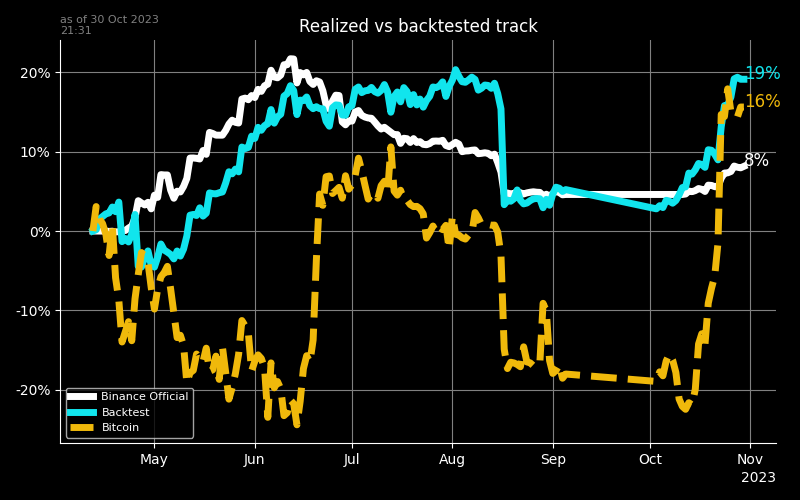 as of 30 Oct 2023
21:31
Realized vs backtested track
20%
10%
0%
-10%
-20%
19%
16%
8%
Binance Official
Backtest
Bitcoin
May Jun Jul Aug Sep Oct Nov
2023